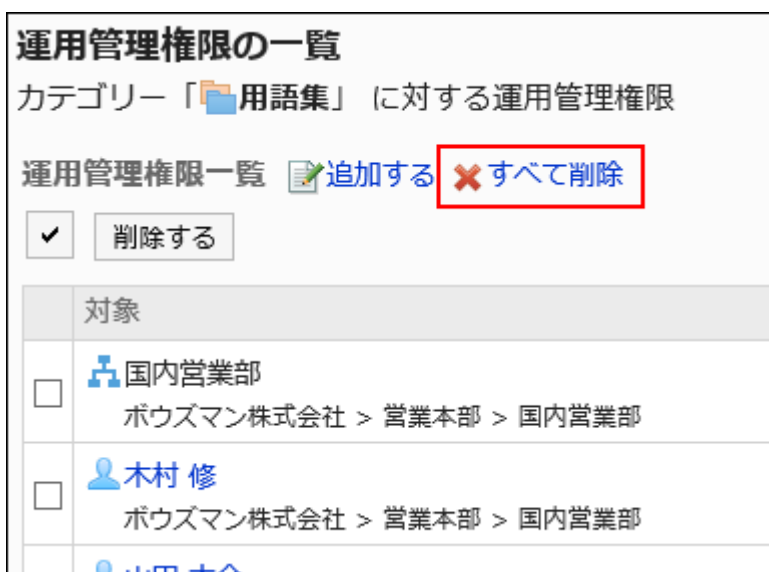 運用管理権限の一覧
カテゴリー「用語集」 に対する運用管理権限
運用管理権限一覧 追加する すべて削除
削除する
対象
国内営業部
ボウズマン株式会社 > 営業本部 > 国内営業部
木村 修
ボウズマン株式会社 > 営業本部 > 国内営業部